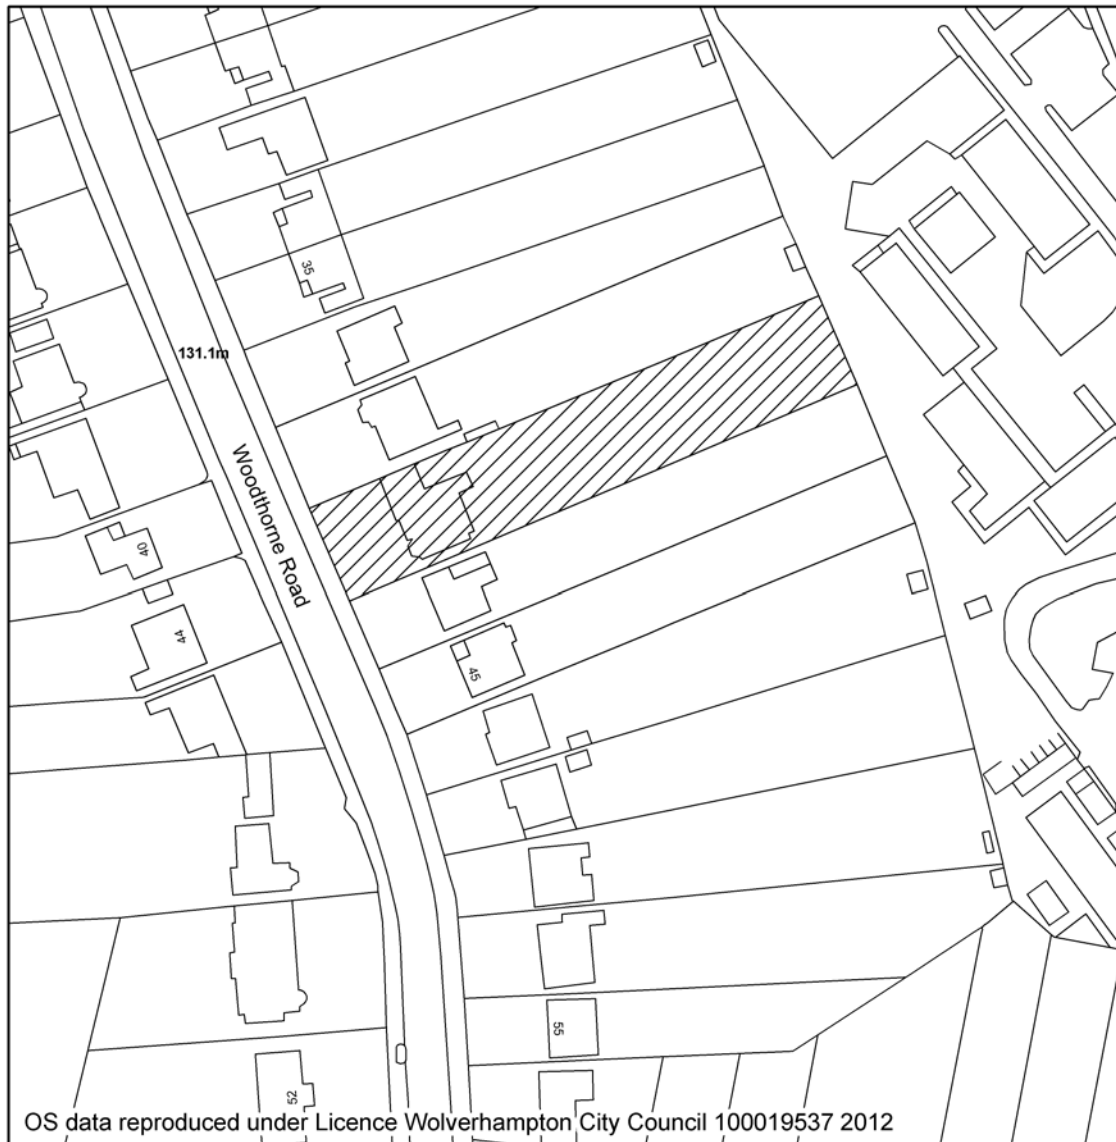 35
131.1m
Woodthorne Road
40
44
45
55
52
OS data reproduced under Licence Wolverhampton City Council 100019537 2012